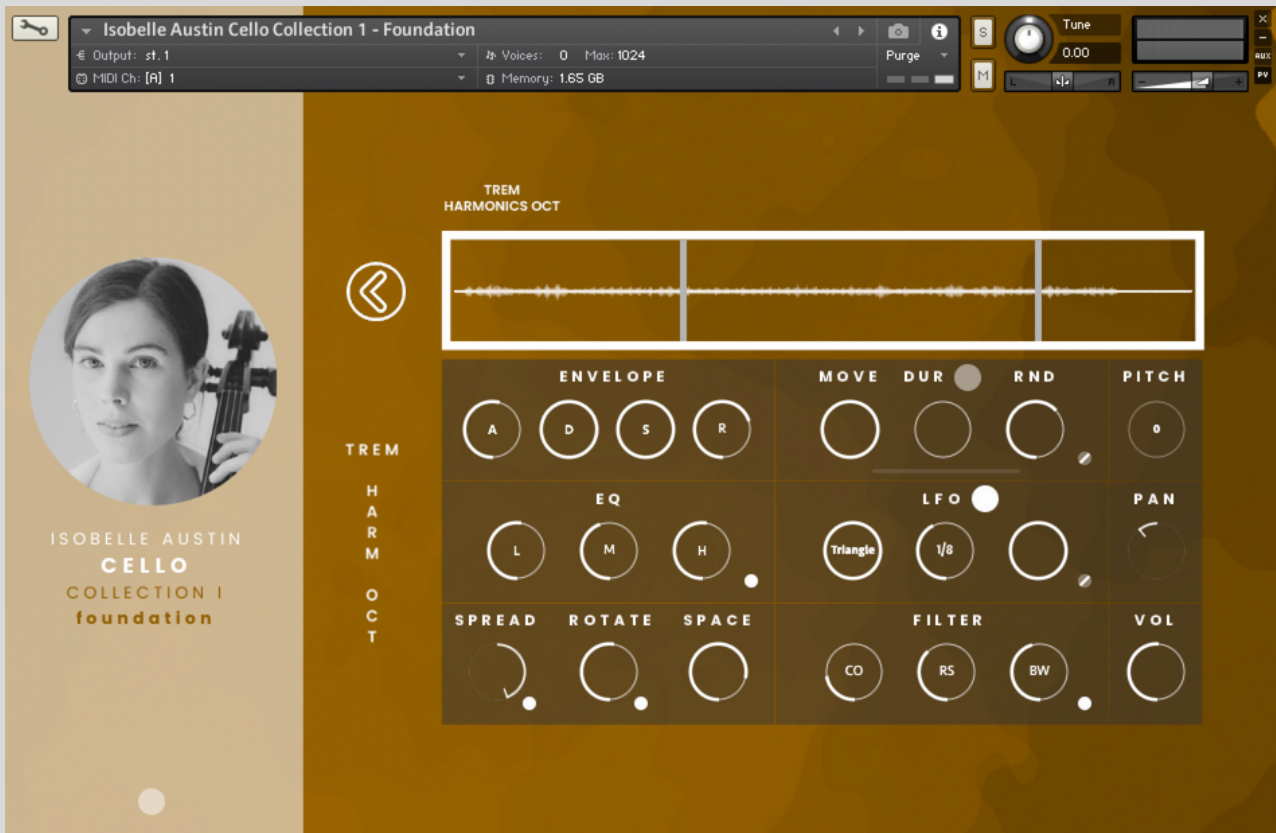 Isobelle Austin Cello Collection 1 - Foundation
Output: st. 1
Voices: 0 Max: 1024
Purge
MIDI Ch: [A] 1
Memory: 1.65 GB
S
M
Tune
0.00
L R
- +
×
-
AUX
PV
TREM
HARMONICS OCT
ENVELOPE
A D S R
MOVE DUR RND
PITCH
0
TREM
H
A
R
M
O
C
T
EQ
L M H
LFO
Triangle 1/8
PAN
SPREAD ROTATE SPACE
FILTER
CO RS BW
VOL
ISOBELLE AUSTIN
CELLO
COLLECTION I
foundation